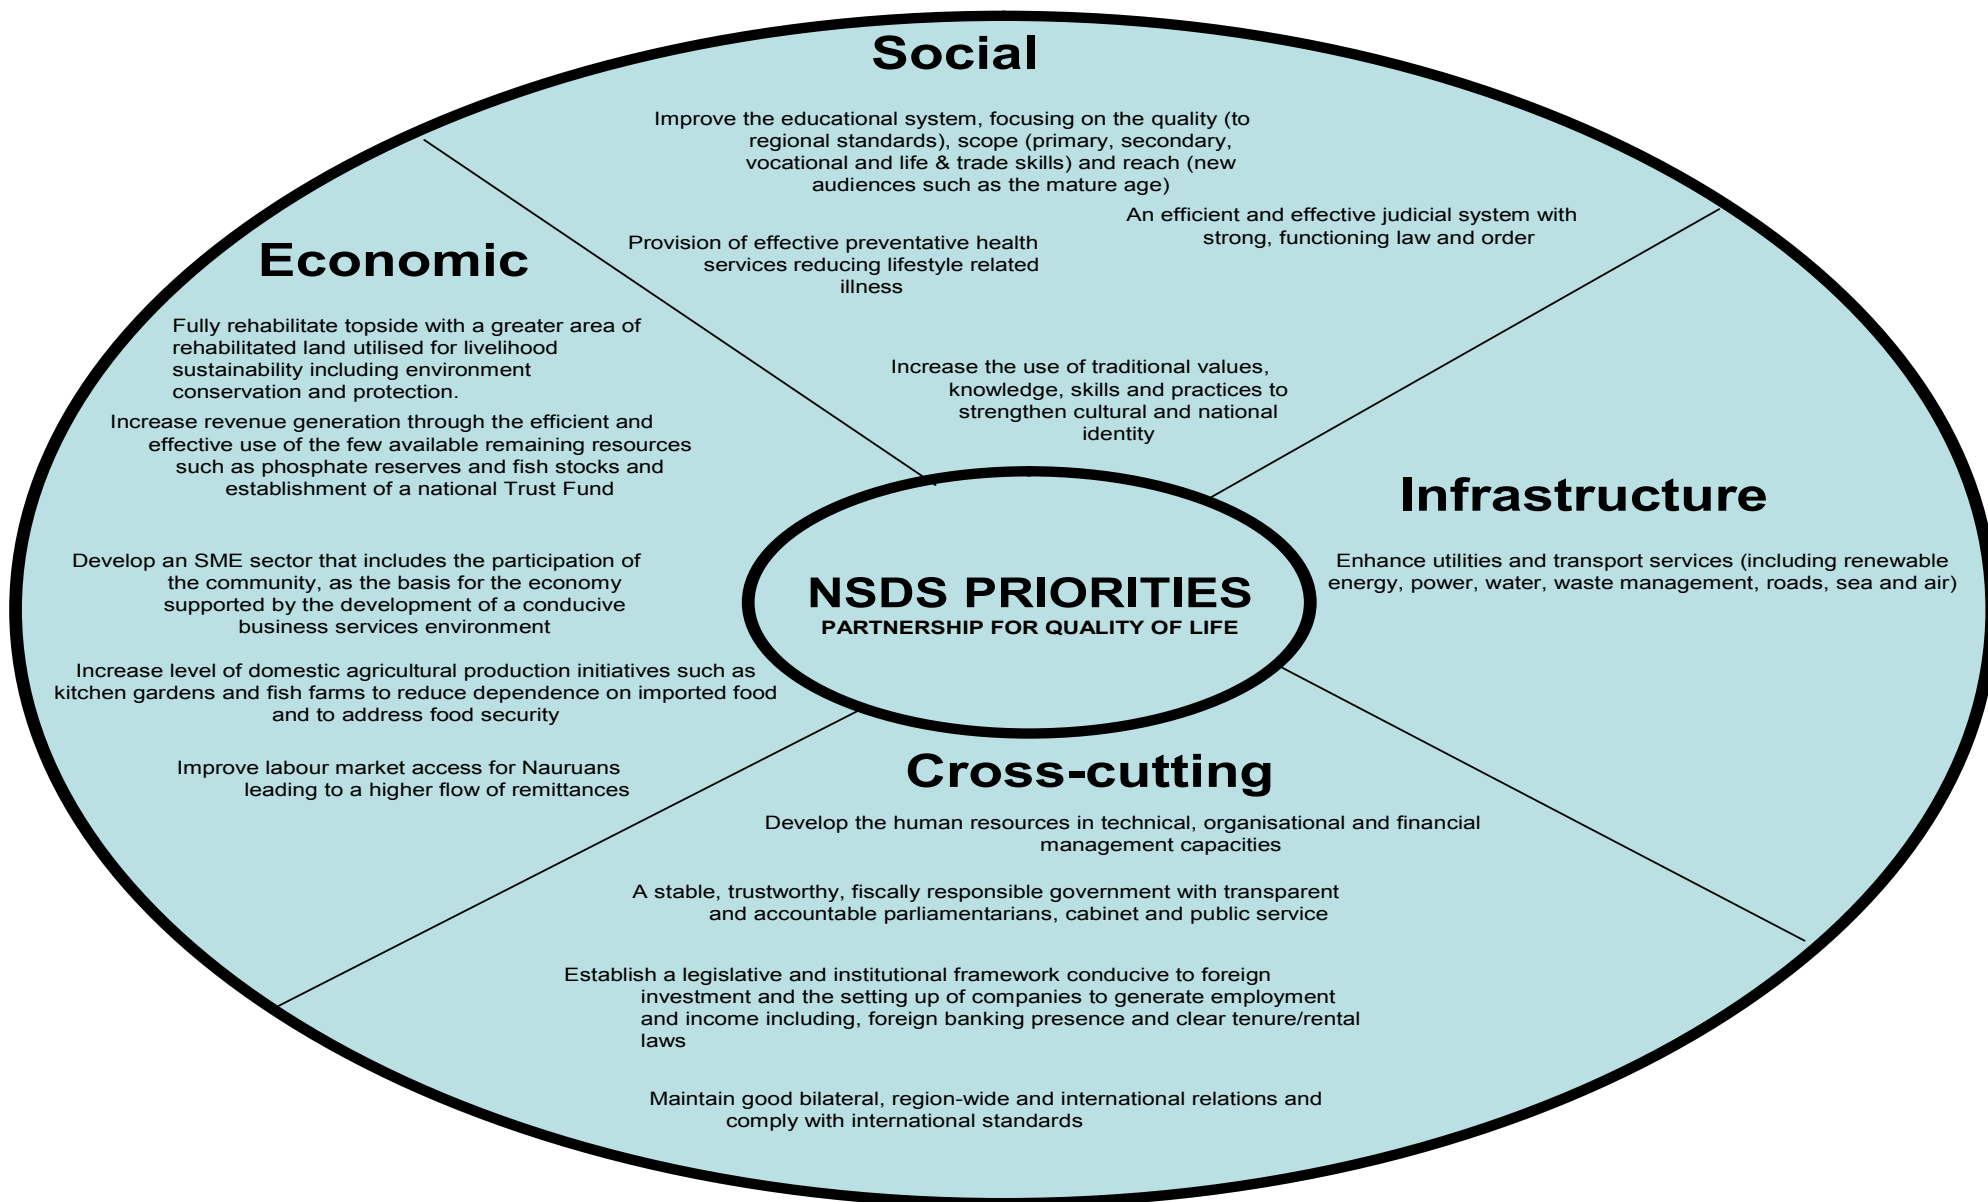 Social
Improve the educational system, focusing on the quality (to
regional standards), scope (primary, secondary,
vocational and life & trade skills) and reach (new
audiences such as the mature age)
An efficient and effective judicial system with
strong, functioning law and order
Provision of effective preventative health
services reducing lifestyle related
illness
Increase the use of traditional values,
knowledge, skills and practices to
strengthen cultural and national
identity
Economic
Fully rehabilitate topside with a greater area of
rehabilitated land utilised for livelihood
sustainability including environment
conservation and protection.
Increase revenue generation through the efficient and
effective use of the few available remaining resources
such as phosphate reserves and fish stocks and
establishment of a national Trust Fund
Develop an SME sector that includes the participation of
the community, as the basis for the economy
supported by the development of a conducive
business services environment
Increase level of domestic agricultural production initiatives such as
kitchen gardens and fish farms to reduce dependence on imported food
and to address food security
Improve labour market access for Nauruans
leading to a higher flow of remittances
NSDS PRIORITIES
PARTNERSHIP FOR QUALITY OF LIFE
Infrastructure
Enhance utilities and transport services (including renewable
energy, power, water, waste management, roads, sea and air)
Cross-cutting
Develop the human resources in technical, organisational and financial
management capacities
A stable, trustworthy, fiscally responsible government with transparent
and accountable parliamentarians, cabinet and public service
Establish a legislative and institutional framework conducive to foreign
investment and the setting up of companies to generate employment
and income including, foreign banking presence and clear tenure/rental
laws
Maintain good bilateral, region-wide and international relations and
comply with international standards